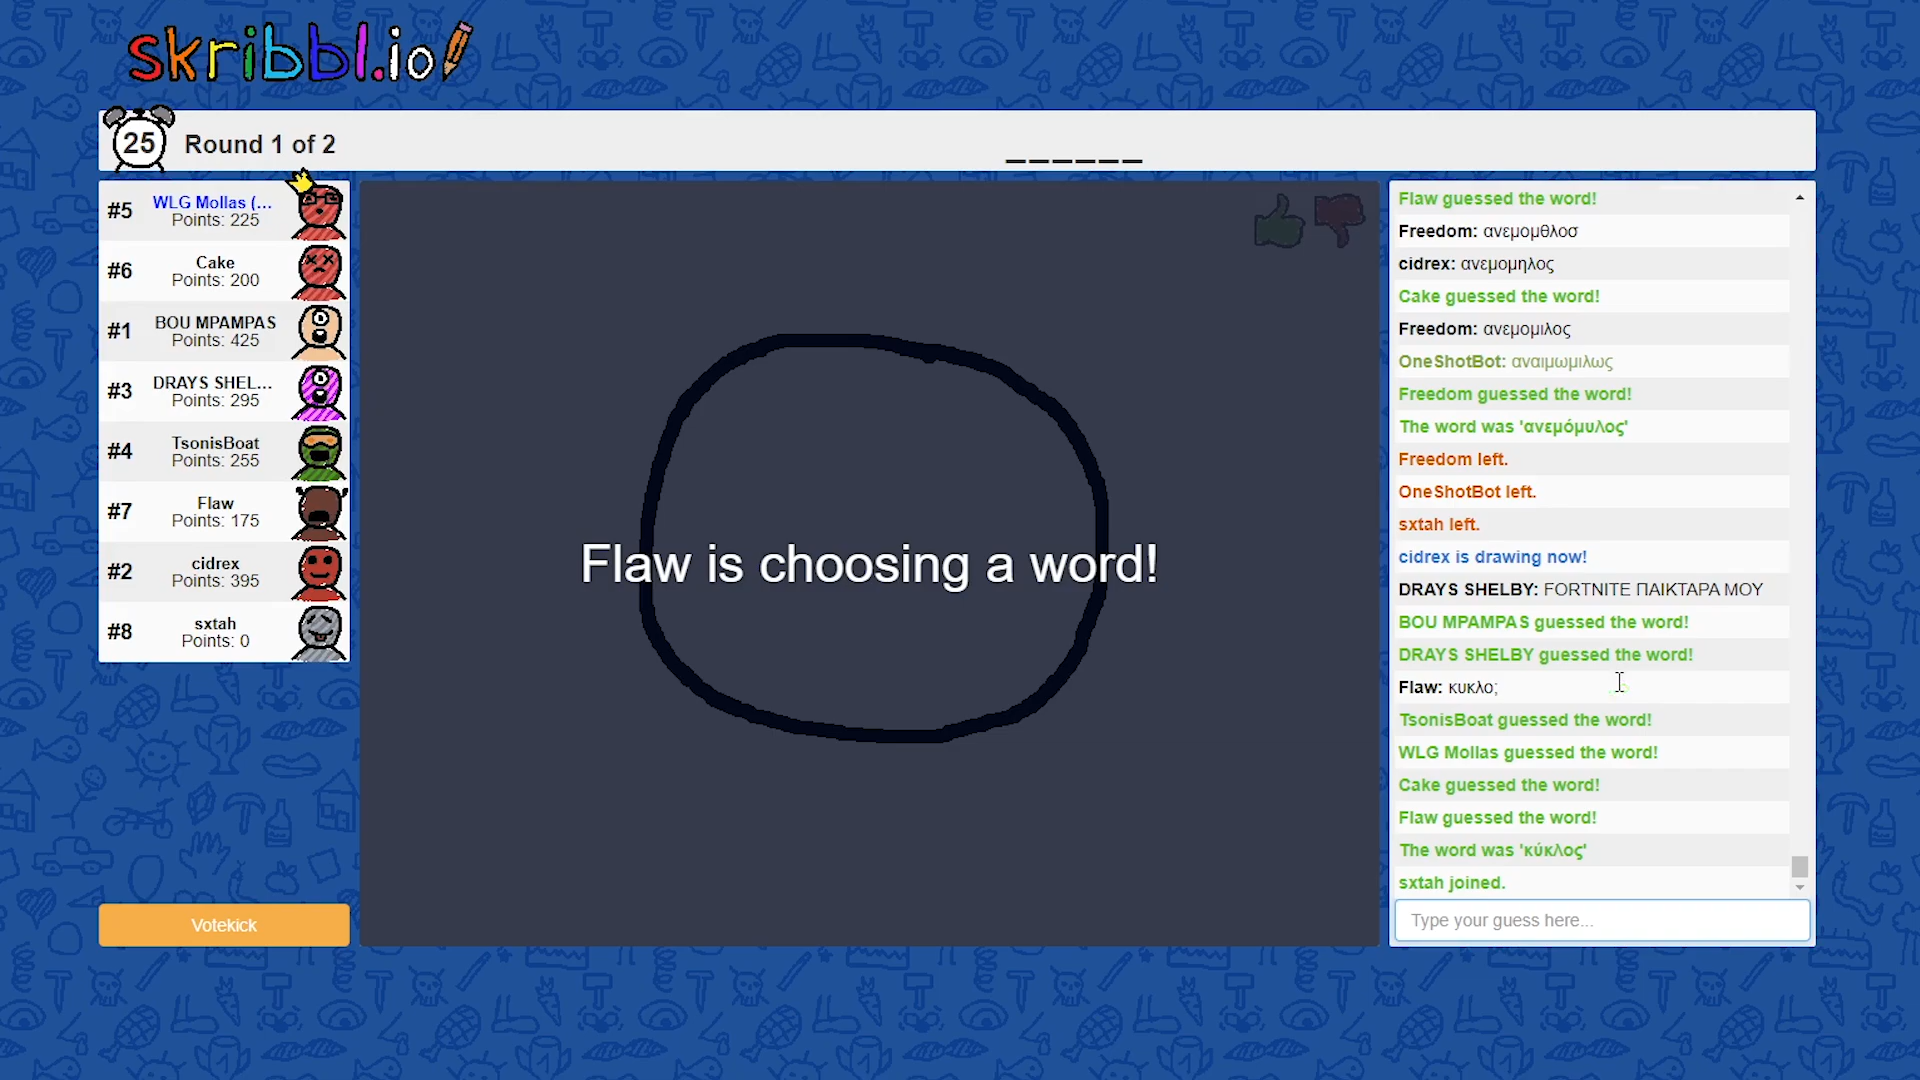 skribbl.io
25
Round 1 of 2
______
#5 WLG Mollas (...
Points: 225
#6 Cake
Points: 200
#1 BOU MPAMPAS
Points: 425
#3 DRAYS SHEL...
Points: 295
#4 TsonisBoat
Points: 255
#7 Flaw
Points: 175
#2 cidrex
Points: 395
#8 sxtah
Points: 0
Votekick
Flaw is choosing a word!
Flaw guessed the word!
Freedom: ανεμομθλοσ
cidrex: ανεμομηλος
Cake guessed the word!
Freedom: ανεμομιλος
OneShotBot: αναιμωμιλως
Freedom guessed the word!
The word was 'ανεμόμυλος'
Freedom left.
OneShotBot left.
sxtah left.
cidrex is drawing now!
DRAYS SHELBY: FORTNITE ΠΑΙΚΤΑΡΑ ΜΟΥ
BOU MPAMPAS guessed the word!
DRAYS SHELBY guessed the word!
Flaw: κυκλο;
TsonisBoat guessed the word!
WLG Mollas guessed the word!
Cake guessed the word!
Flaw guessed the word!
The word was 'κύκλος'
sxtah joined.
Type your guess here...